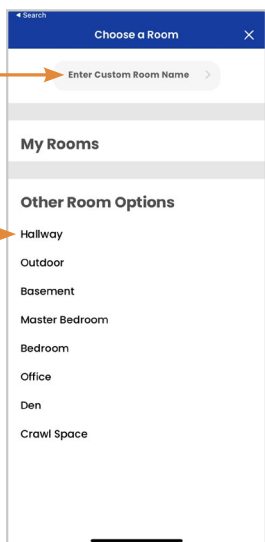 Search
Choose a Room
Enter Custom Room Name
My Rooms
Other Room Options
Hallway
Outdoor
Basement
Master Bedroom
Bedroom
Office
Den
Crawl Space